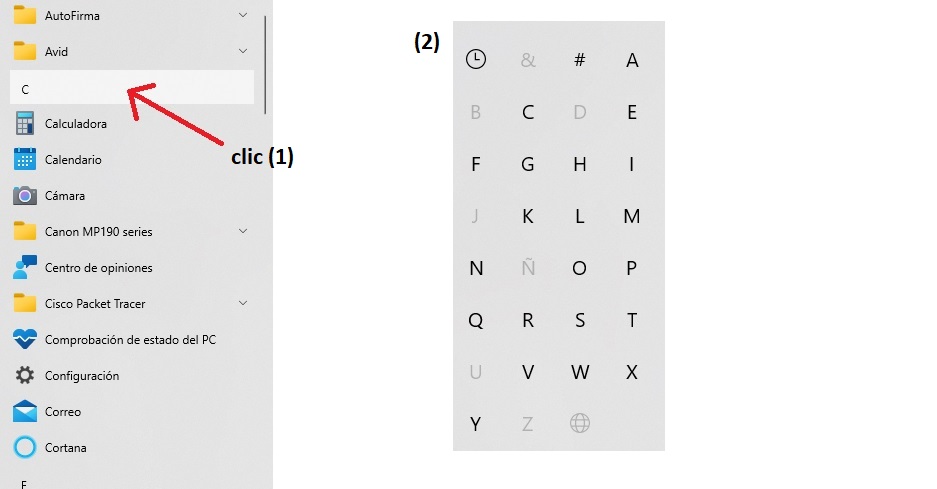 AutoFirma
Avid
C
Calculadora
Calendario
Cámara
Canon MP190 series
Centro de opiniones
Cisco Packet Tracer
Comprobación de estado del PC
Configuración
Correo
Cortana
clic (1)
(2)
& # A
B C D E
F G H I
J K L M
N Ñ O P
Q R S T
U V W X
Y Z